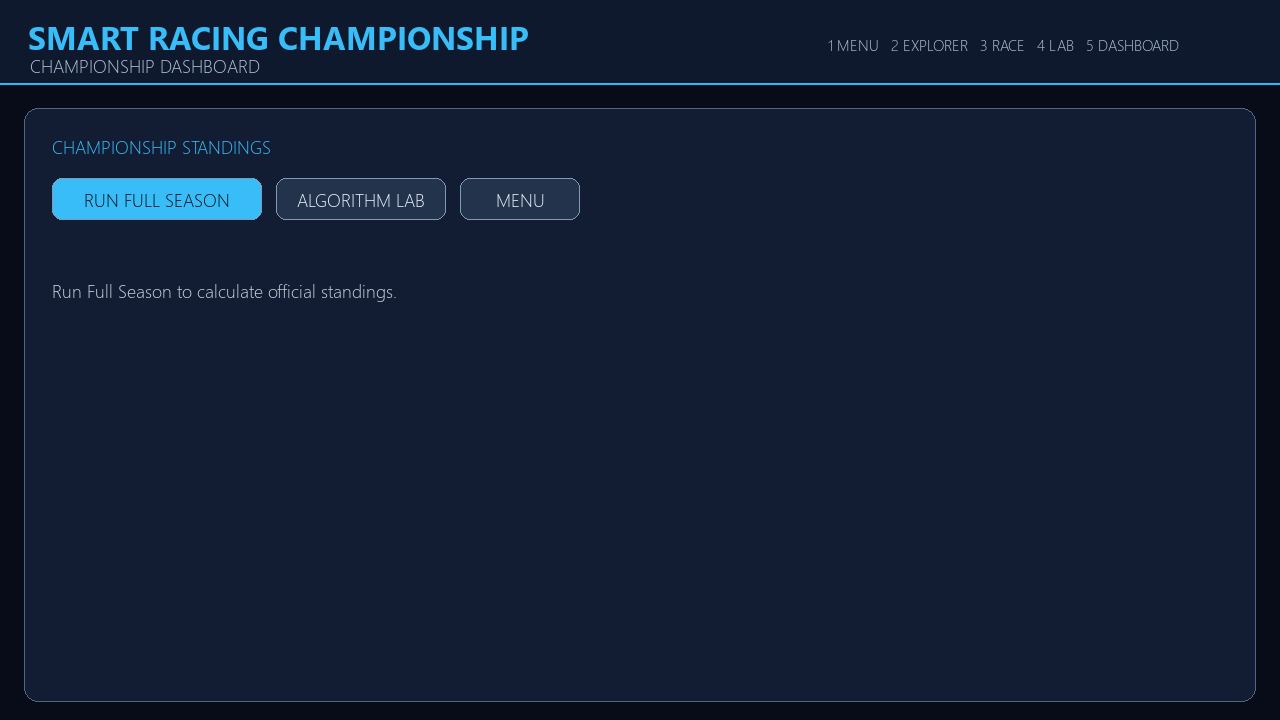 SMART RACING CHAMPIONSHIP
CHAMPIONSHIP DASHBOARD
1 MENU 2 EXPLORER 3 RACE 4 LAB 5 DASHBOARD
CHAMPIONSHIP STANDINGS
RUN FULL SEASON
ALGORITHM LAB
MENU
Run Full Season to calculate official standings.